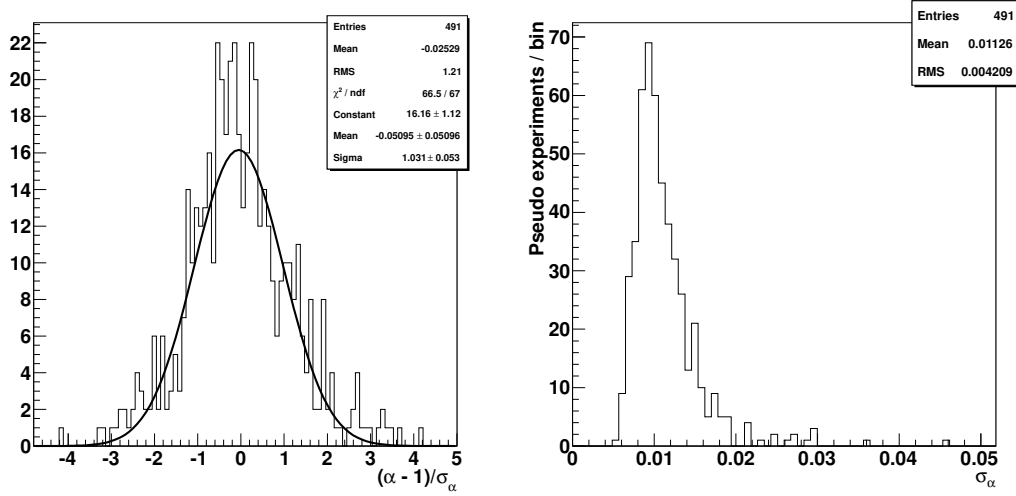 Entries 491
Mean -0.02529
RMS 1.21
χ² / ndf 66.5 / 67
Constant 16.16 ± 1.12
Mean -0.05095 ± 0.05096
Sigma 1.031 ± 0.053
22
20
18
16
14
12
10
8
6
4
2
0
-4 -3 -2 -1 0 1 2 3 4 5
(α - 1)/σα
Entries 491
Mean 0.01126
RMS 0.004209
Pseudo experiments / bin
70
60
50
40
30
20
10
0
0 0.01 0.02 0.03 0.04 0.05
σα